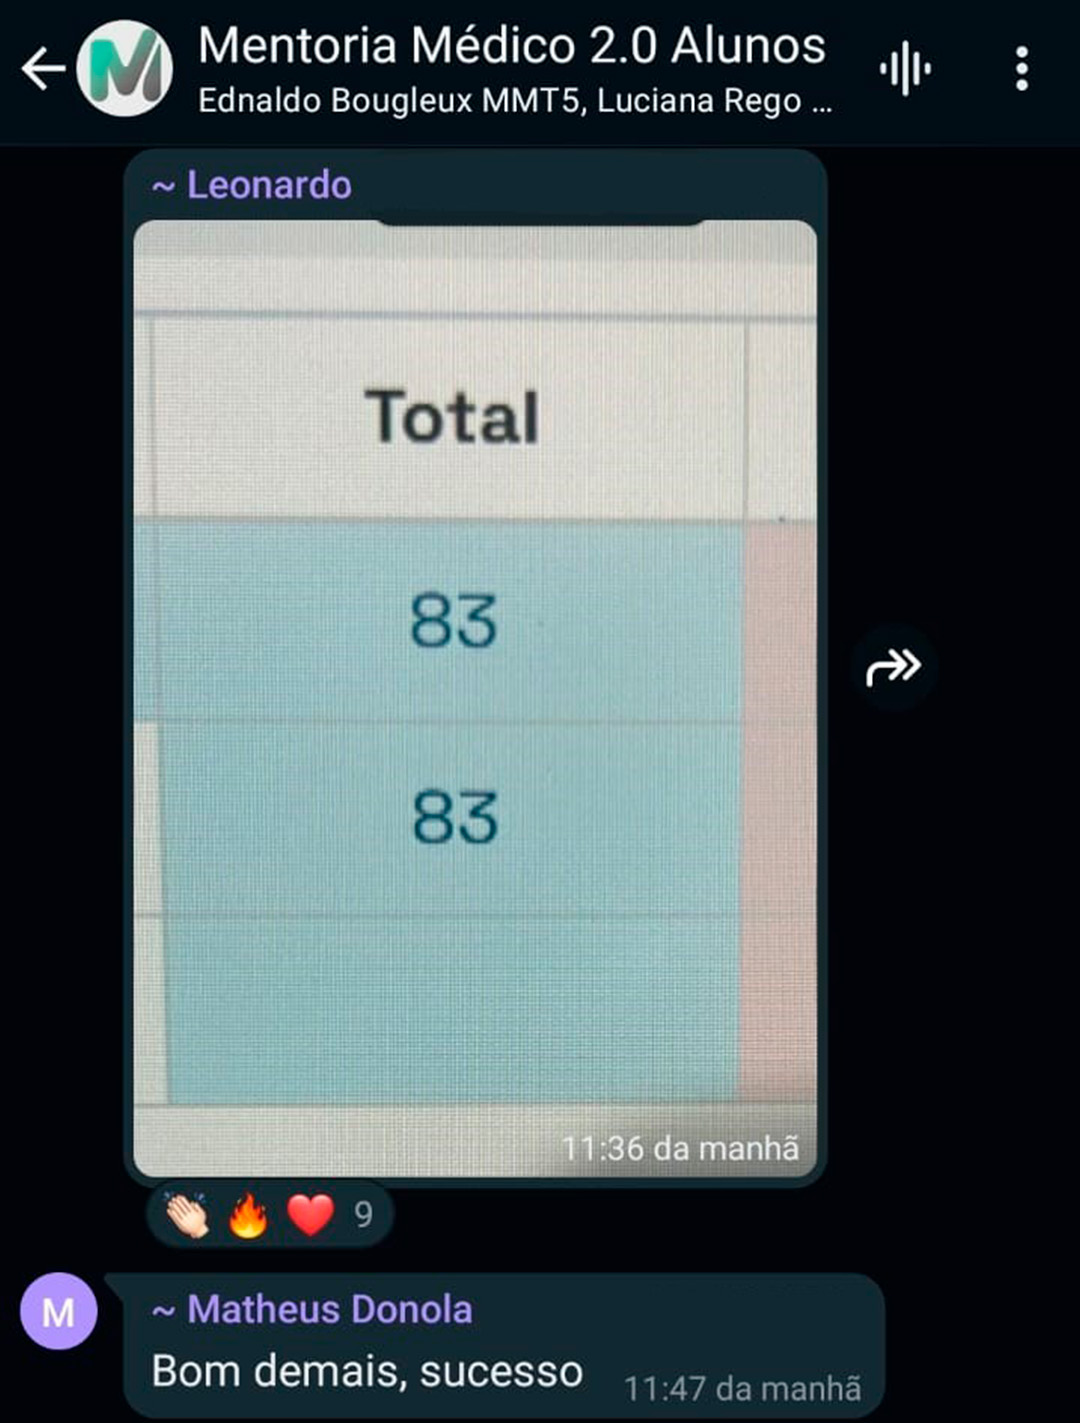 Mentoria Médico 2.0 Alunos
Ednaldo Bougleux MMT5, Luciana Rego ...
~ Leonardo
Total
83
83
11:36 da manhã
👏🏻 🔥 ❤️ 9
M
~ Matheus Donola
Bom demais, sucesso
11:47 da manhã